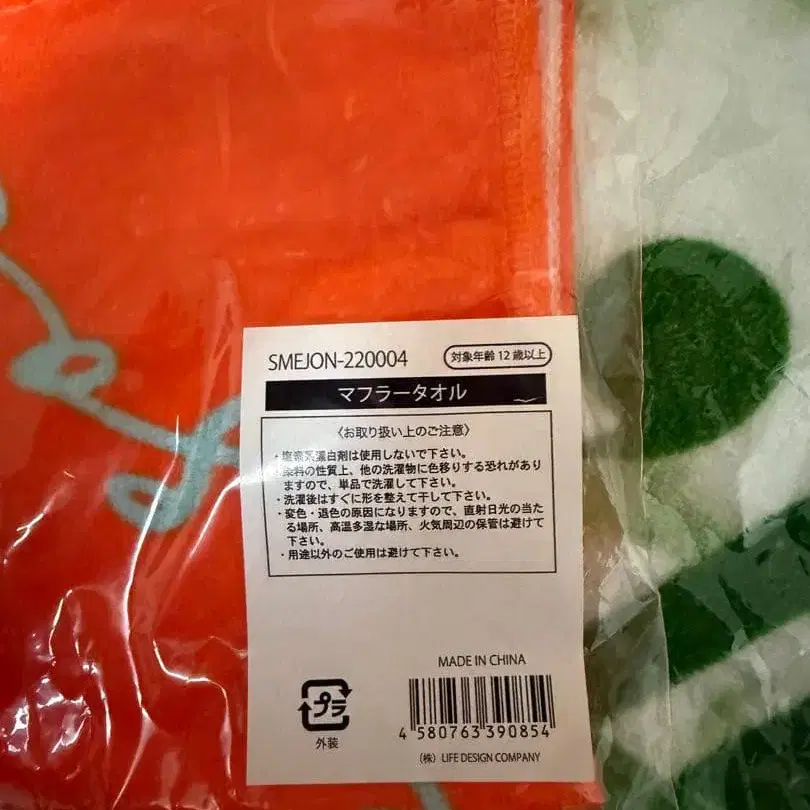 SMEJON-220004
対象年齢12歳以上
マフラータオル
〈お取り扱い上のご注意〉
・塩素系漂白剤は使用しないで下さい。
・染料の性質上、他の洗濯物に色移りする恐れがあり
ますので、単品で洗濯して下さい。
・洗濯後はすぐに形を整えて干して下さい。
・変色・退色の原因になりますので、直射日光の当た
る場所、高温多湿な場所、火気周辺の保管は避けて
下さい。
・用途以外のご使用は避けて下さい。
MADE IN CHINA
プラ
外装
4 580763 390854
（株） LIFE DESIGN COMPANY